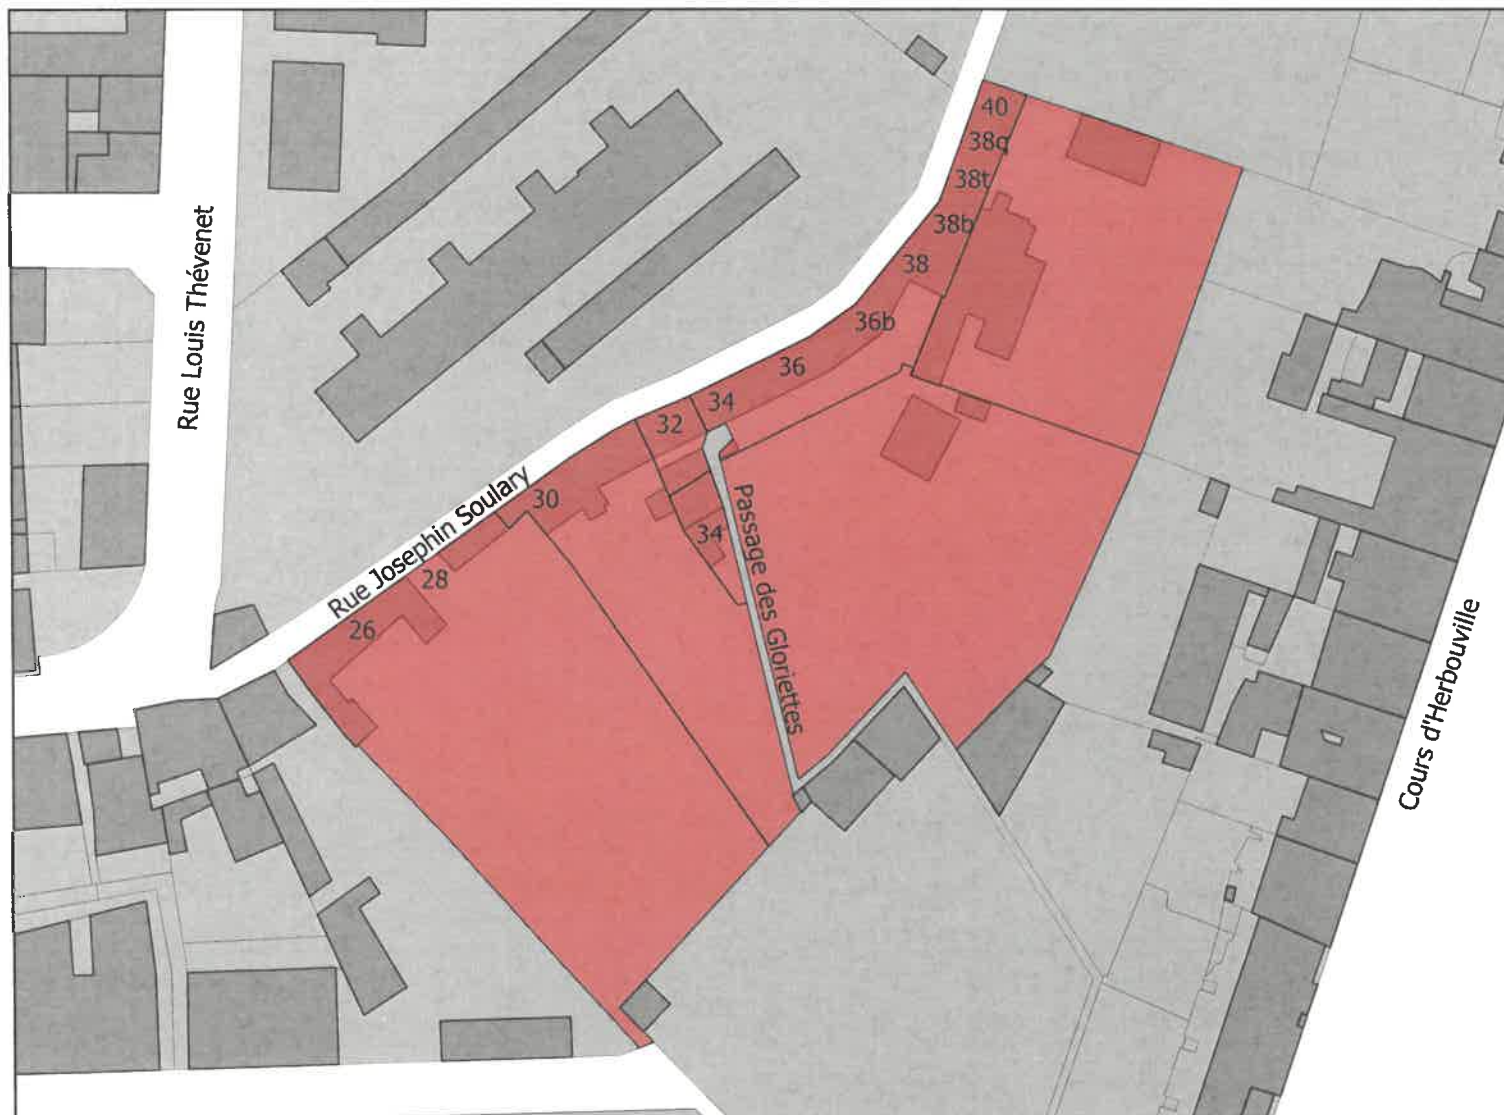 40
38q
38t
38b
38
36b
36
34
32
30
34
28
26
Rue Louis Thévenet
Rue Josephin Soulary
Passage des Gloriettes
Cours d'Herbouville